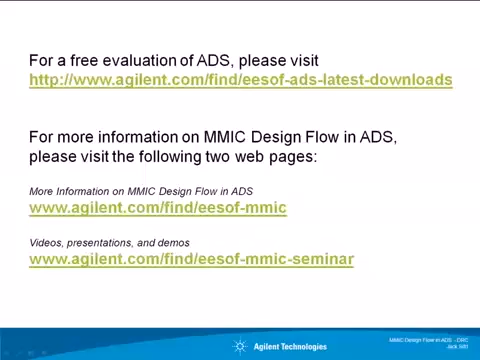 For a free evaluation of ADS, please visit
http://www.agilent.com/find/eesof-ads-latest-downloads
For more information on MMIC Design Flow in ADS,
please visit the following two web pages:
More Information on MMIC Design Flow in ADS
www.agilent.com/find/eesof-mmic
Videos, presentations, and demos
www.agilent.com/find/eesof-mmic-seminar
Agilent Technologies
MMIC Design Flow in ADS - DRC
Jack Sifri